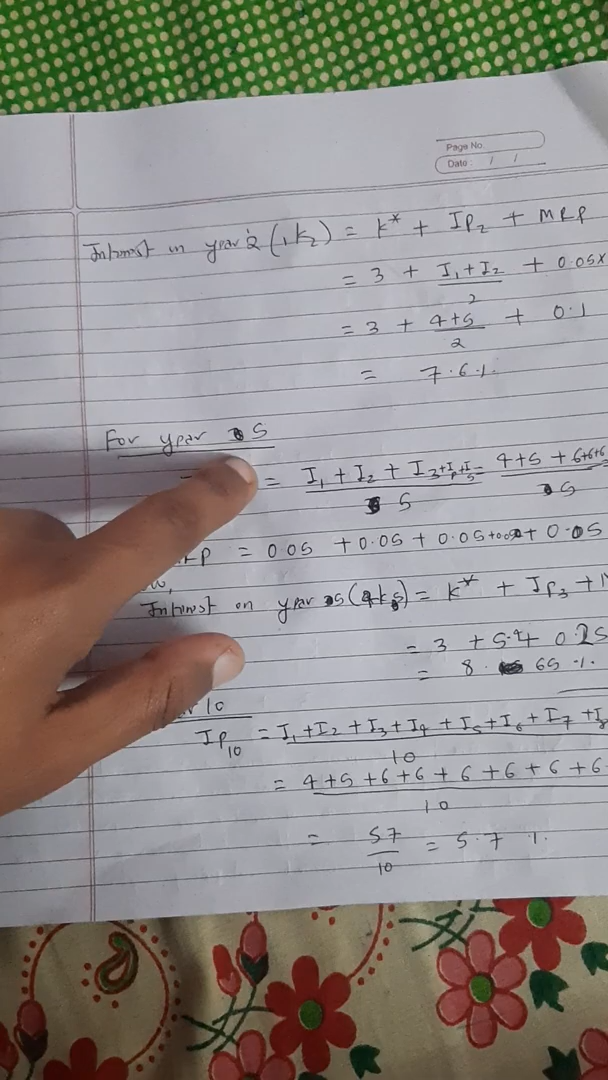 Page No.
Date : / /
Interest in year 2 (1k2) = k* + IP2 + MRP
= 3 + I1+I2/2 + 0.05x
= 3 + 4+5/2 + 0.1
= 7.6%
For year 5
= I1 + I2 + I3+I4+I5/5 = 4+5+6+6+6/5
RP = 0.05 + 0.05 + 0.05+0.05+ 0.05
Interest on year 5 = k* + IP3 +
= 3 + 5.4+ 0.25
= 8.65%
10
IP10 = I1+I2+I3+I4+I5+I6+I7+I8/10
= 4+5+6+6+6+6+6+6/10
= 57/10 = 5.7%